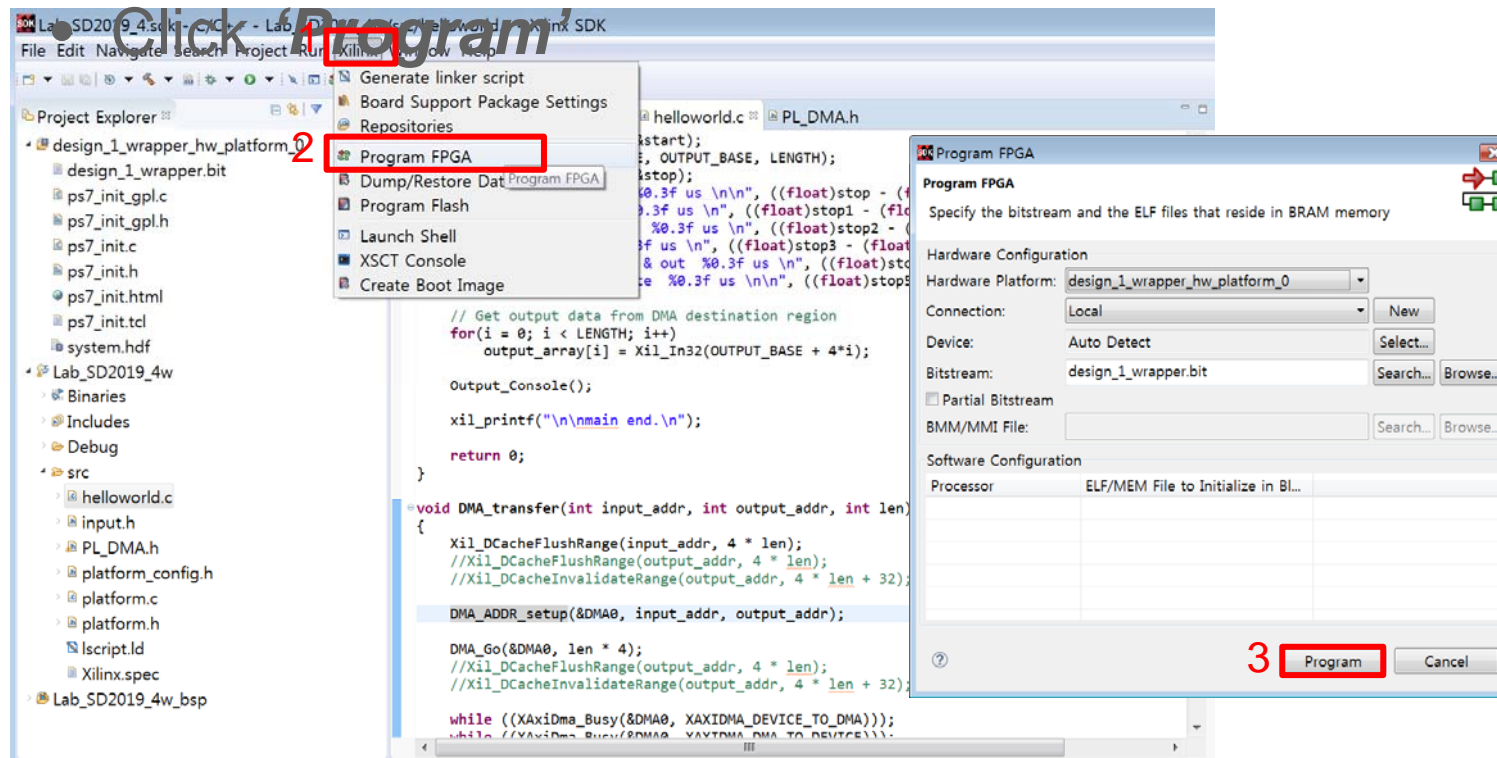 • Click 'Program'
Lab_SD2019_4.sdk - C/C++ - Lab_SD2019_4w/src/helloworld.c - Xilinx SDK
File Edit Navigate Search Project Run Xilinx Window Help
1
Generate linker script
Board Support Package Settings
Repositories
2
Program FPGA
Dump/Restore Dat
Program FPGA
Program Flash
Launch Shell
XSCT Console
Create Boot Image
Project Explorer
design_1_wrapper_hw_platform_0
design_1_wrapper.bit
ps7_init_gpl.c
ps7_init_gpl.h
ps7_init.c
ps7_init.h
ps7_init.html
ps7_init.tcl
system.hdf
Lab_SD2019_4w
Binaries
Includes
Debug
src
helloworld.c
input.h
PL_DMA.h
platform_config.h
platform.c
platform.h
lscript.ld
Xilinx.spec
Lab_SD2019_4w_bsp
helloworld.c PL_DMA.h
&start);
E, OUTPUT_BASE, LENGTH);
&stop);
%0.3f us \n\n", ((float)stop - (f
0.3f us \n", ((float)stop1 - (flo
%0.3f us \n", ((float)stop2 - (
3f us \n", ((float)stop3 - (float
& out %0.3f us \n", ((float)sto
te %0.3f us \n\n", ((float)stop5
// Get output data from DMA destination region
for(i = 0; i < LENGTH; i++)
output_array[i] = Xil_In32(OUTPUT_BASE + 4*i);
Output_Console();
xil_printf("\n\nmain end.\n");
return 0;
}
void DMA_transfer(int input_addr, int output_addr, int len)
{
Xil_DCacheFlushRange(input_addr, 4 * len);
//Xil_DCacheFlushRange(output_addr, 4 * len);
//Xil_DCacheInvalidateRange(output_addr, 4 * len + 32);
DMA_ADDR_setup(&DMA0, input_addr, output_addr);
DMA_Go(&DMA0, len * 4);
//Xil_DCacheFlushRange(output_addr, 4 * len);
//Xil_DCacheInvalidateRange(output_addr, 4 * len + 32);
while ((XAxiDma_Busy(&DMA0, XAXIDMA_DEVICE_TO_DMA)));
while ((XAxiDma_Busy(&DMA0, XAXIDMA_DMA_TO_DEVICE)));
Program FPGA
Program FPGA
Specify the bitstream and the ELF files that reside in BRAM memory
Hardware Configuration
Hardware Platform: design_1_wrapper_hw_platform_0
Connection: Local New
Device: Auto Detect Select...
Bitstream: design_1_wrapper.bit Search... Browse..
Partial Bitstream
BMM/MMI File: Search... Browse..
Software Configuration
Processor ELF/MEM File to Initialize in Bl...
3
Program Cancel